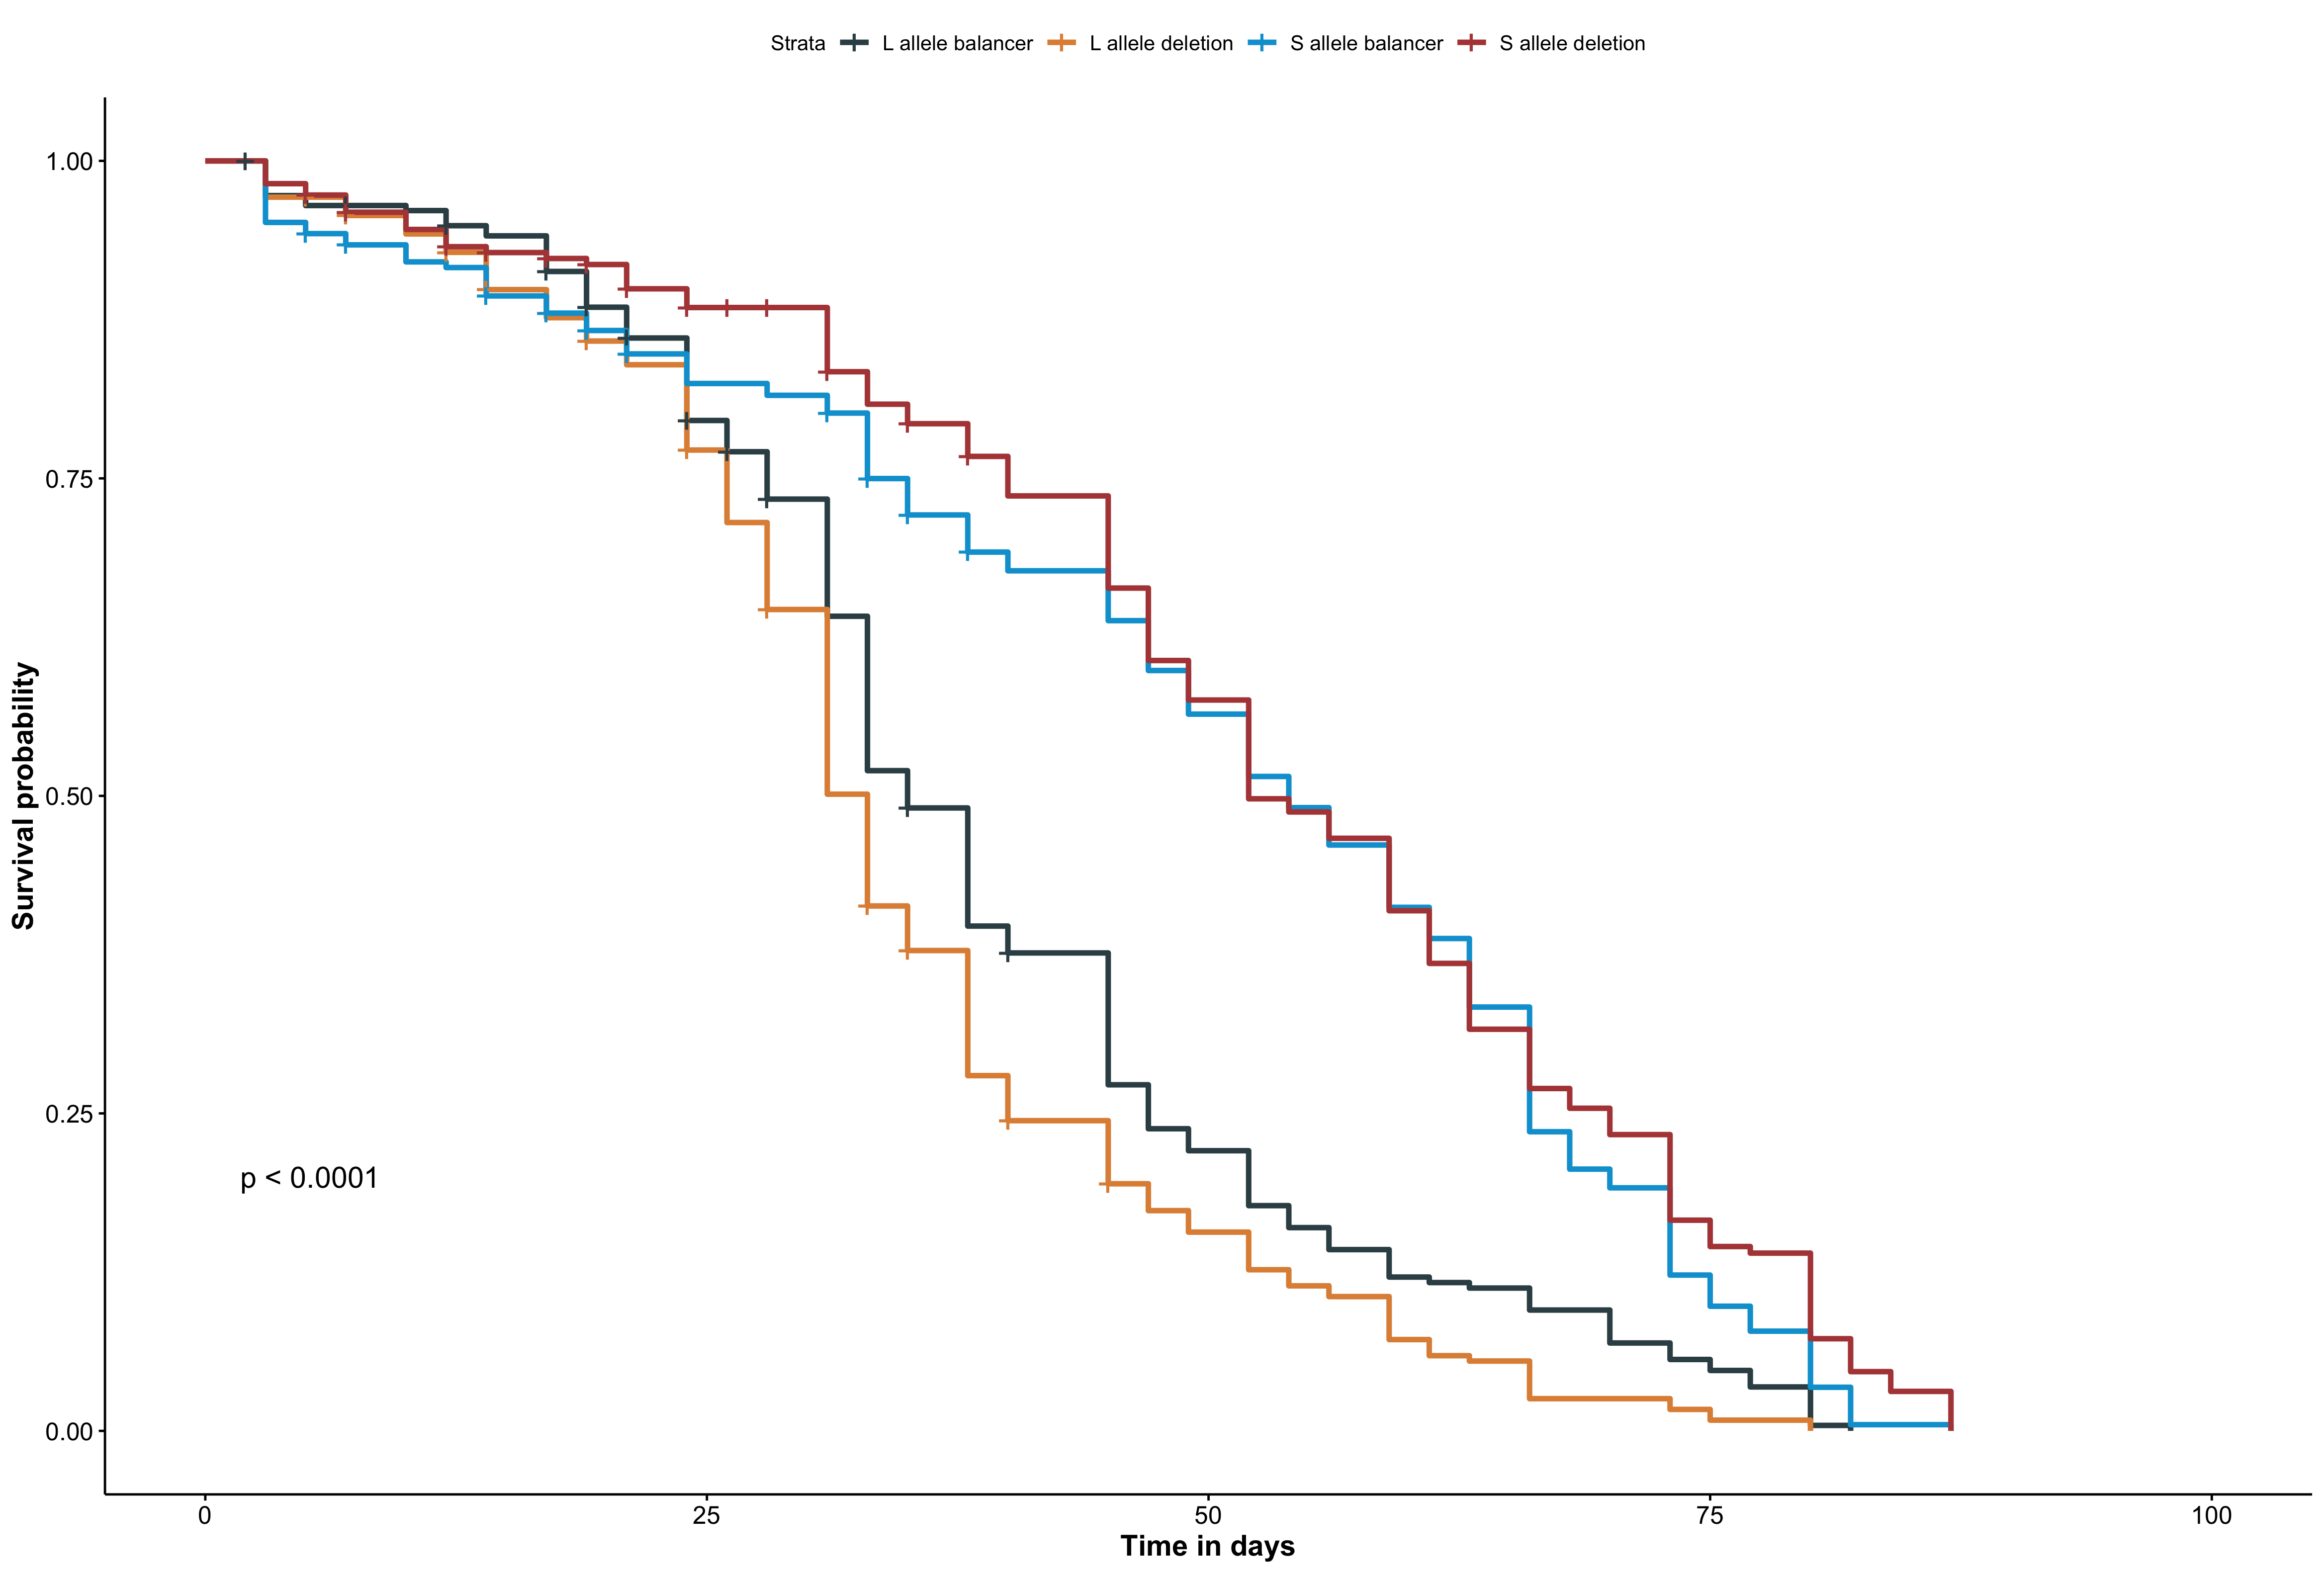 Strata L allele balancer L allele deletion S allele balancer S allele deletion
1.00
0.75
0.50
0.25
0.00
Survival probability
p < 0.0001
0 25 50 75 100
Time in days